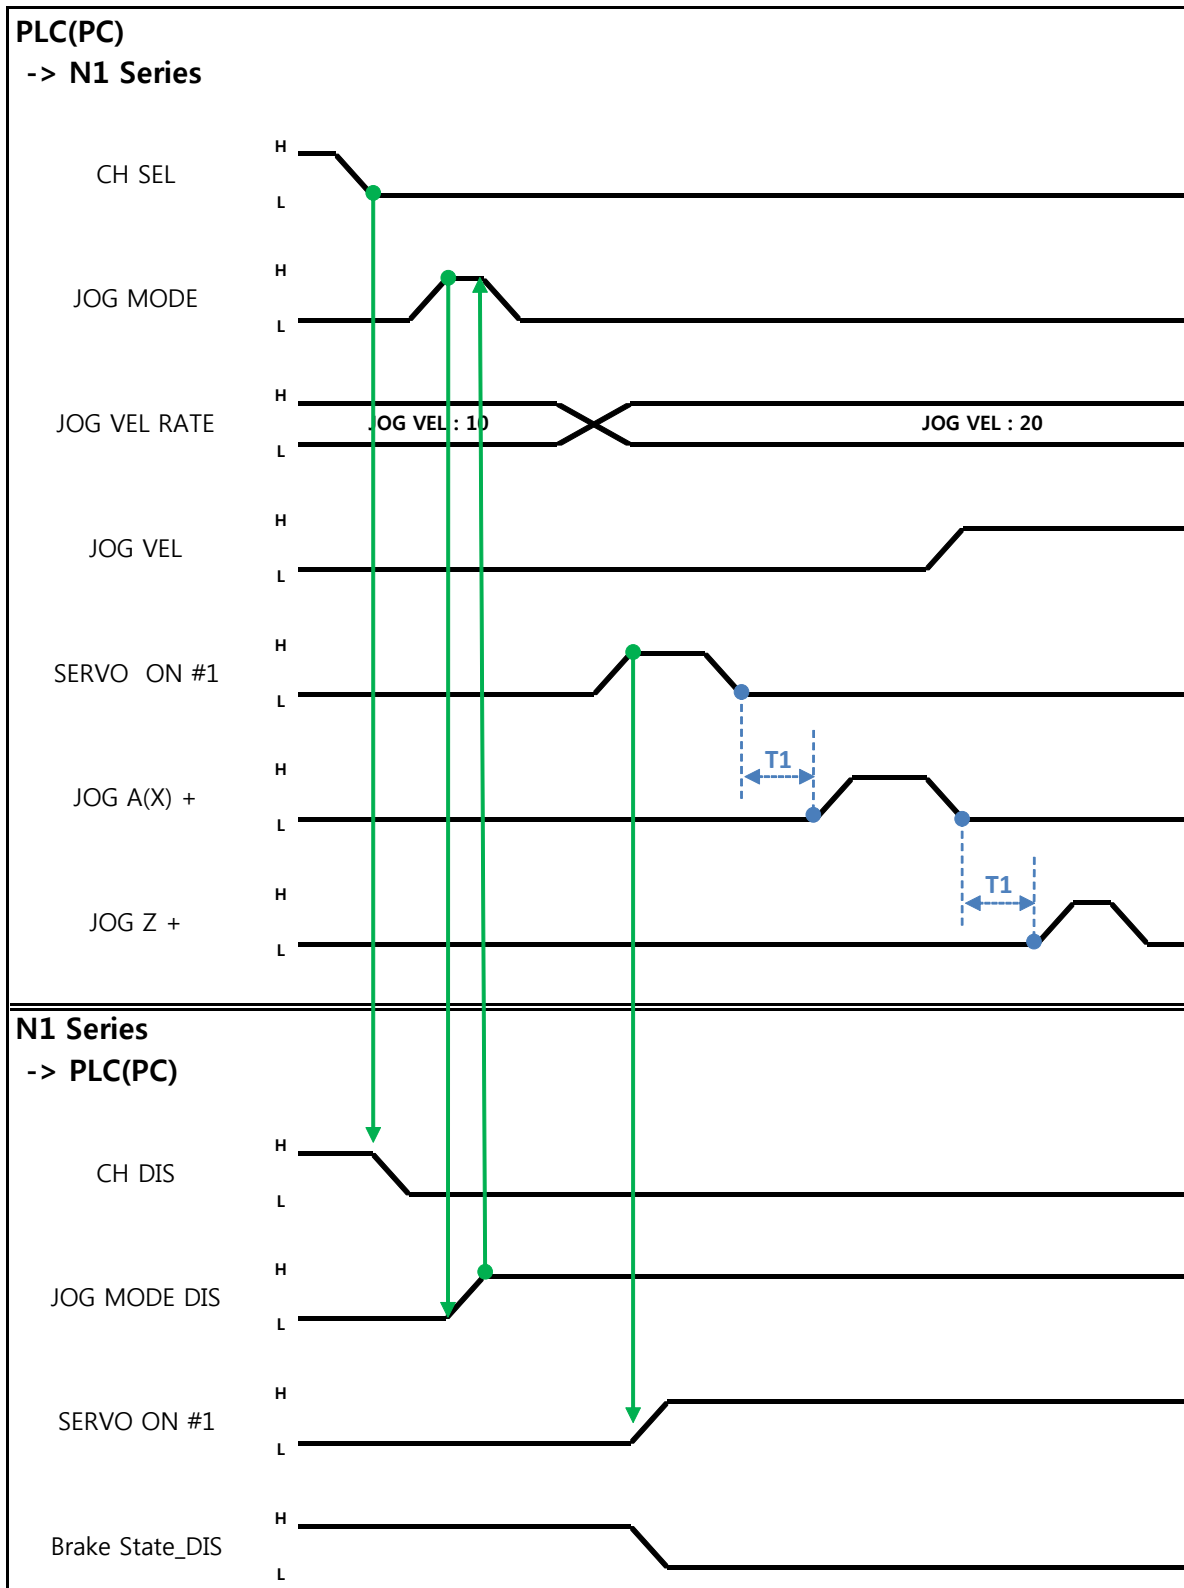 PLC(PC)
-> N1 Series
H
CH SEL
L
H
JOG MODE
L
H
JOG VEL RATE
JOG VEL : 10
JOG VEL : 20
L
H
JOG VEL
L
H
SERVO ON #1
L
T1
H
JOG A(X) +
L
T1
H
JOG Z +
L
N1 Series
-> PLC(PC)
H
CH DIS
L
H
JOG MODE DIS
L
H
SERVO ON #1
L
H
Brake State_DIS
L